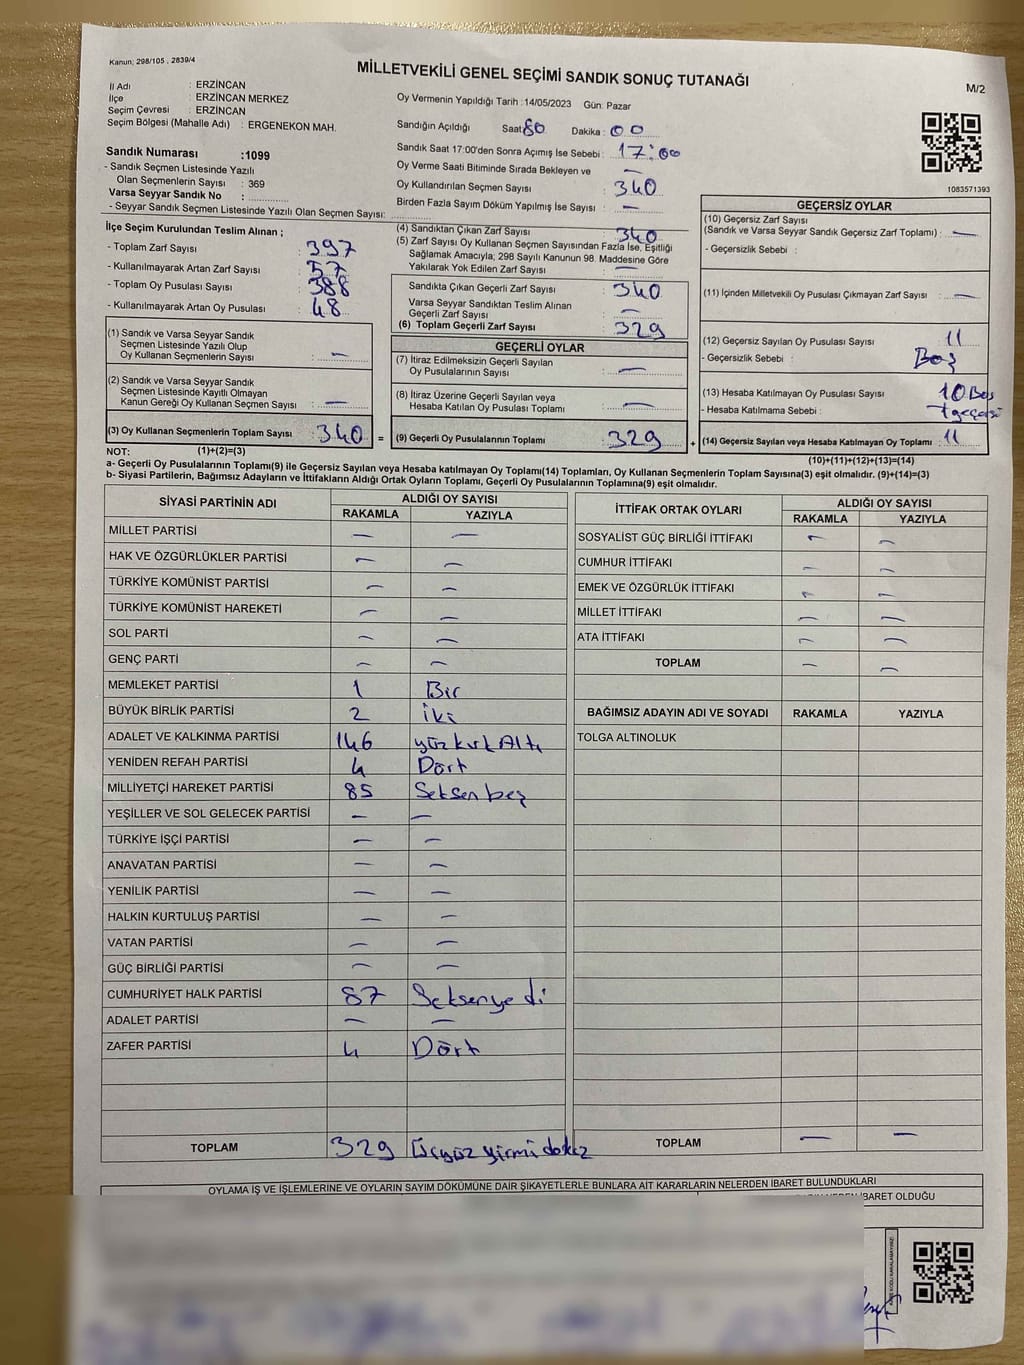 Kanun; 298/105 , 2839/4
MİLLETVEKİLİ GENEL SEÇİMİ SANDIK SONUÇ TUTANAĞI
M/2
İl Adı : ERZİNCAN
İlçe : ERZİNCAN MERKEZ
Seçim Çevresi : ERZİNCAN
Seçim Bölgesi (Mahalle Adı) : ERGENEKON MAH.
Sandık Numarası :1099
- Sandık Seçmen Listesinde Yazılı
Olan Seçmenlerin Sayısı : 369
Varsa Seyyar Sandık No :
- Seyyar Sandık Seçmen Listesinde Yazılı Olan Seçmen Sayısı:
Oy Vermenin Yapıldığı Tarih :14/05/2023 Gün: Pazar
Sandığın Açıldığı Saat Dakika : 00
Sandık Saat 17:00'den Sonra Açımış İse Sebebi : 17:00
Oy Verme Saati Bitiminde Sırada Bekleyen ve –
Oy Kullandırılan Seçmen Sayısı : 340
Birden Fazla Sayım Döküm Yapılmış İse Sayısı : –
1083571393
İlçe Seçim Kurulundan Teslim Alınan ;
- Toplam Zarf Sayısı : 397
- Kullanılmayarak Artan Zarf Sayısı : 57
- Toplam Oy Pusulası Sayısı : 388
- Kullanılmayarak Artan Oy Pusulası : 48
(4) Sandıktan Çıkan Zarf Sayısı : 340
(5) Zarf Sayısı Oy Kullanan Seçmen Sayısından Fazla İse, Eşitliği
Sağlamak Amacıyla; 298 Sayılı Kanunun 98. Maddesine Göre
Yakılarak Yok Edilen Zarf Sayısı : –
Sandıkta Çıkan Geçerli Zarf Sayısı : 340
Varsa Seyyar Sandıktan Teslim Alınan
Geçerli Zarf Sayısı : –
(6) Toplam Geçerli Zarf Sayısı : 329
GEÇERSİZ OYLAR
(10) Geçersiz Zarf Sayısı
(Sandık ve Varsa Seyyar Sandık Geçersiz Zarf Toplamı) : –
- Geçersizlik Sebebi :
(11) İçinden Milletvekili Oy Pusulası Çıkmayan Zarf Sayısı : –
(12) Geçersiz Sayılan Oy Pusulası Sayısı : 11
- Geçersizlik Sebebi : Boş
(13) Hesaba Katılmayan Oy Pusulası Sayısı : 10 Boş
- Hesaba Katılmama Sebebi :
(14) Geçersiz Sayılan veya Hesaba Katılmayan Oy Toplamı : 11
(10)+(11)+(12)+(13)=(14)
(1) Sandık ve Varsa Seyyar Sandık
Seçmen Listesinde Yazılı Olup
Oy Kullanan Seçmenlerin Sayısı : –
(2) Sandık ve Varsa Seyyar Sandık
Seçmen Listesinde Kayıtlı Olmayan
Kanun Gereği Oy Kullanan Seçmen Sayısı : –
(3) Oy Kullanan Seçmenlerin Toplam Sayısı : 340 =
(1)+(2)=(3)
GEÇERLİ OYLAR
(7) İtiraz Edilmeksizin Geçerli Sayılan
Oy Pusulalarının Sayısı : –
(8) İtiraz Üzerine Geçerli Sayılan veya
Hesaba Katılan Oy Pusulası Toplamı : –
(9) Geçerli Oy Pusulalarının Toplamı : 329 +
NOT:
a- Geçerli Oy Pusulalarının Toplamı(9) ile Geçersiz Sayılan veya Hesaba katılmayan Oy Toplamı(14) Toplamları, Oy Kullanan Seçmenlerin Toplam Sayısına(3) eşit olmalıdır. (9)+(14)=(3)
b- Siyasi Partilerin, Bağımsız Adayların ve İttifakların Aldığı Ortak Oyların Toplamı, Geçerli Oy Pusulalarının Toplamına(9) eşit olmalıdır.
SİYASİ PARTİNİN ADI ALDIĞI OY SAYISI
RAKAMLA YAZIYLA
MİLLET PARTİSİ – –
HAK VE ÖZGÜRLÜKLER PARTİSİ – –
TÜRKİYE KOMÜNİST PARTİSİ – –
TÜRKİYE KOMÜNİST HAREKETİ – –
SOL PARTİ – –
GENÇ PARTİ – –
MEMLEKET PARTİSİ 1 Bir
BÜYÜK BİRLİK PARTİSİ 2 İki
ADALET VE KALKINMA PARTİSİ 146 yüz kırk Altı
YENİDEN REFAH PARTİSİ 4 Dört
MİLLİYETÇİ HAREKET PARTİSİ 85 Seksen beş
YEŞİLLER VE SOL GELECEK PARTİSİ – –
TÜRKİYE İŞÇİ PARTİSİ – –
ANAVATAN PARTİSİ – –
YENİLİK PARTİSİ – –
HALKIN KURTULUŞ PARTİSİ – –
VATAN PARTİSİ – –
GÜÇ BİRLİĞİ PARTİSİ – –
CUMHURİYET HALK PARTİSİ 87 Seksen yedi
ADALET PARTİSİ – –
ZAFER PARTİSİ 4 Dört
TOPLAM 329 Üçyüz yirmi dokuz
İTTİFAK ORTAK OYLARI ALDIĞI OY SAYISI
RAKAMLA YAZIYLA
SOSYALİST GÜÇ BİRLİĞİ İTTİFAKI – –
CUMHUR İTTİFAKI – –
EMEK VE ÖZGÜRLÜK İTTİFAKI – –
MİLLET İTTİFAKI – –
ATA İTTİFAKI – –
TOPLAM – –
BAĞIMSIZ ADAYIN ADI VE SOYADI RAKAMLA YAZIYLA
TOLGA ALTINOLUK
TOPLAM – –
OYLAMA İŞ VE İŞLEMLERİNE VE OYLARIN SAYIM DÖKÜMÜNE DAİR ŞİKAYETLERLE BUNLARA AİT KARARLARIN NELERDEN İBARET BULUNDUKLARI
İBARET OLDUĞU